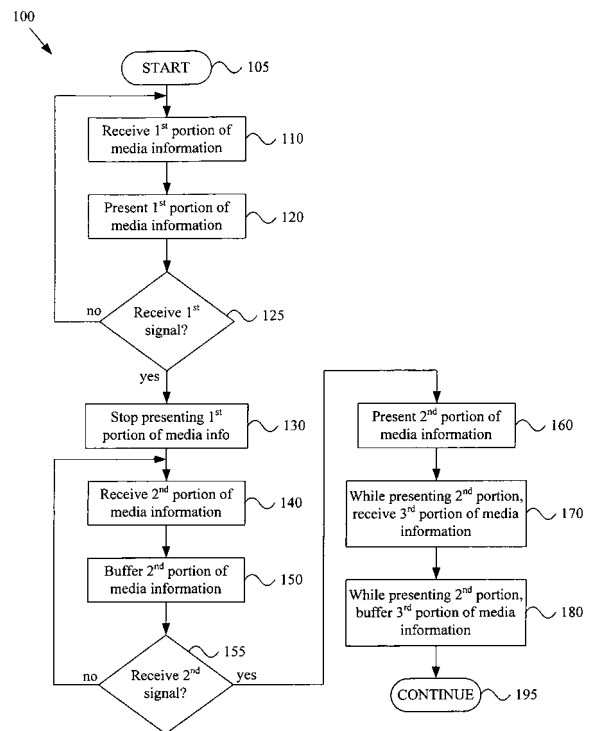 100
START
105
Receive 1st portion of
media information
110
Present 1st portion of
media information
120
Receive 1st
signal?
125
no
yes
Stop presenting 1st
portion of media info
130
Receive 2nd portion of
media information
140
Buffer 2nd portion of
media information
150
Receive 2nd
signal?
155
no
yes
Present 2nd portion of
media information
160
While presenting 2nd portion,
receive 3rd portion of media
information
170
While presenting 2nd portion,
buffer 3rd portion of media
information
180
CONTINUE
195